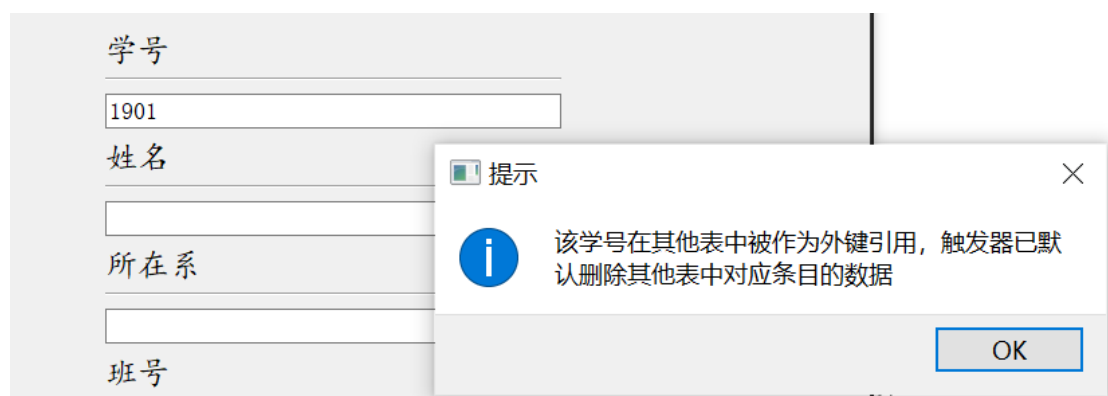 学号
1901
姓名
提示
该学号在其他表中被作为外键引用，触发器已默
认删除其他表中对应条目的数据
所在系
OK
班号